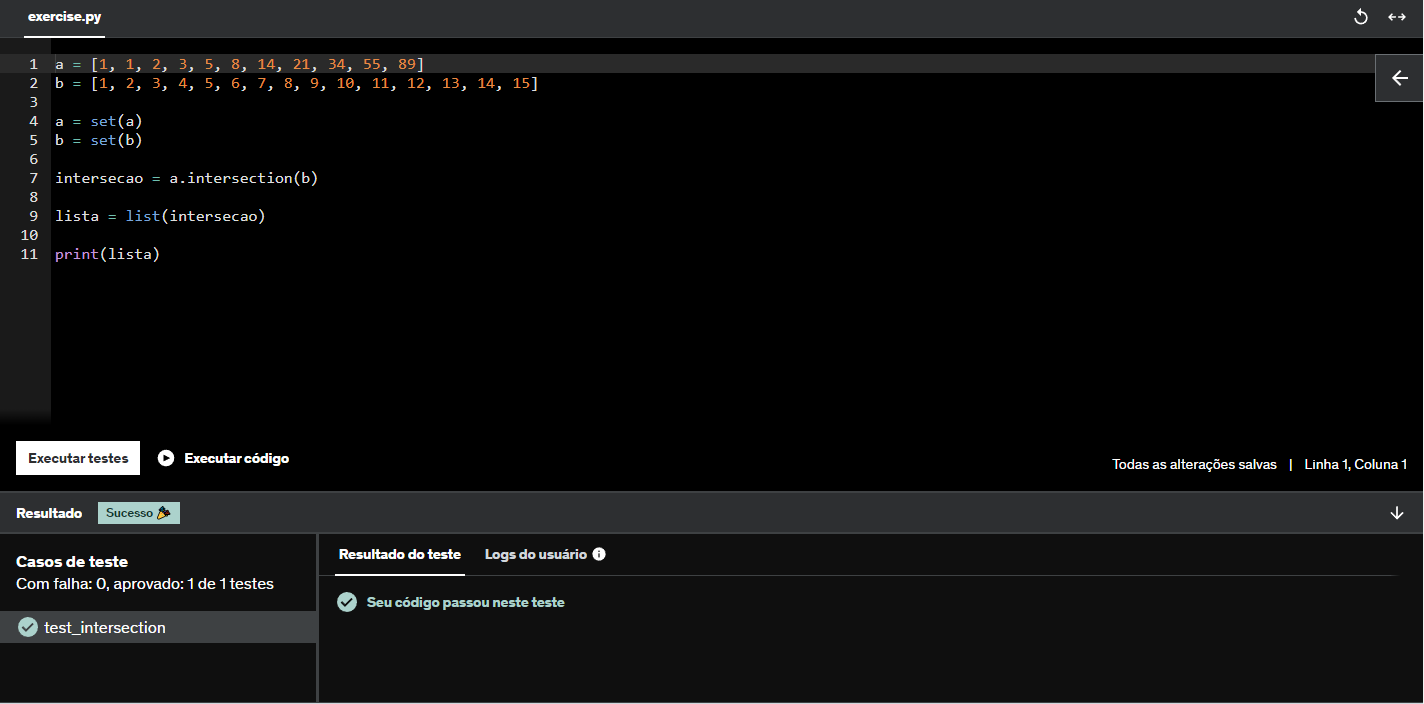 exercise.py
1 a = [1, 1, 2, 3, 5, 8, 14, 21, 34, 55, 89]
2 b = [1, 2, 3, 4, 5, 6, 7, 8, 9, 10, 11, 12, 13, 14, 15]
3
4 a = set(a)
5 b = set(b)
6
7 intersecao = a.intersection(b)
8
9 lista = list(intersecao)
10
11 print(lista)
Executar testes Executar código
Todas as alterações salvas | Linha 1, Coluna 1
Resultado Sucesso
Casos de teste
Com falha: 0, aprovado: 1 de 1 testes
test_intersection
Resultado do teste Logs do usuário
Seu código passou neste teste